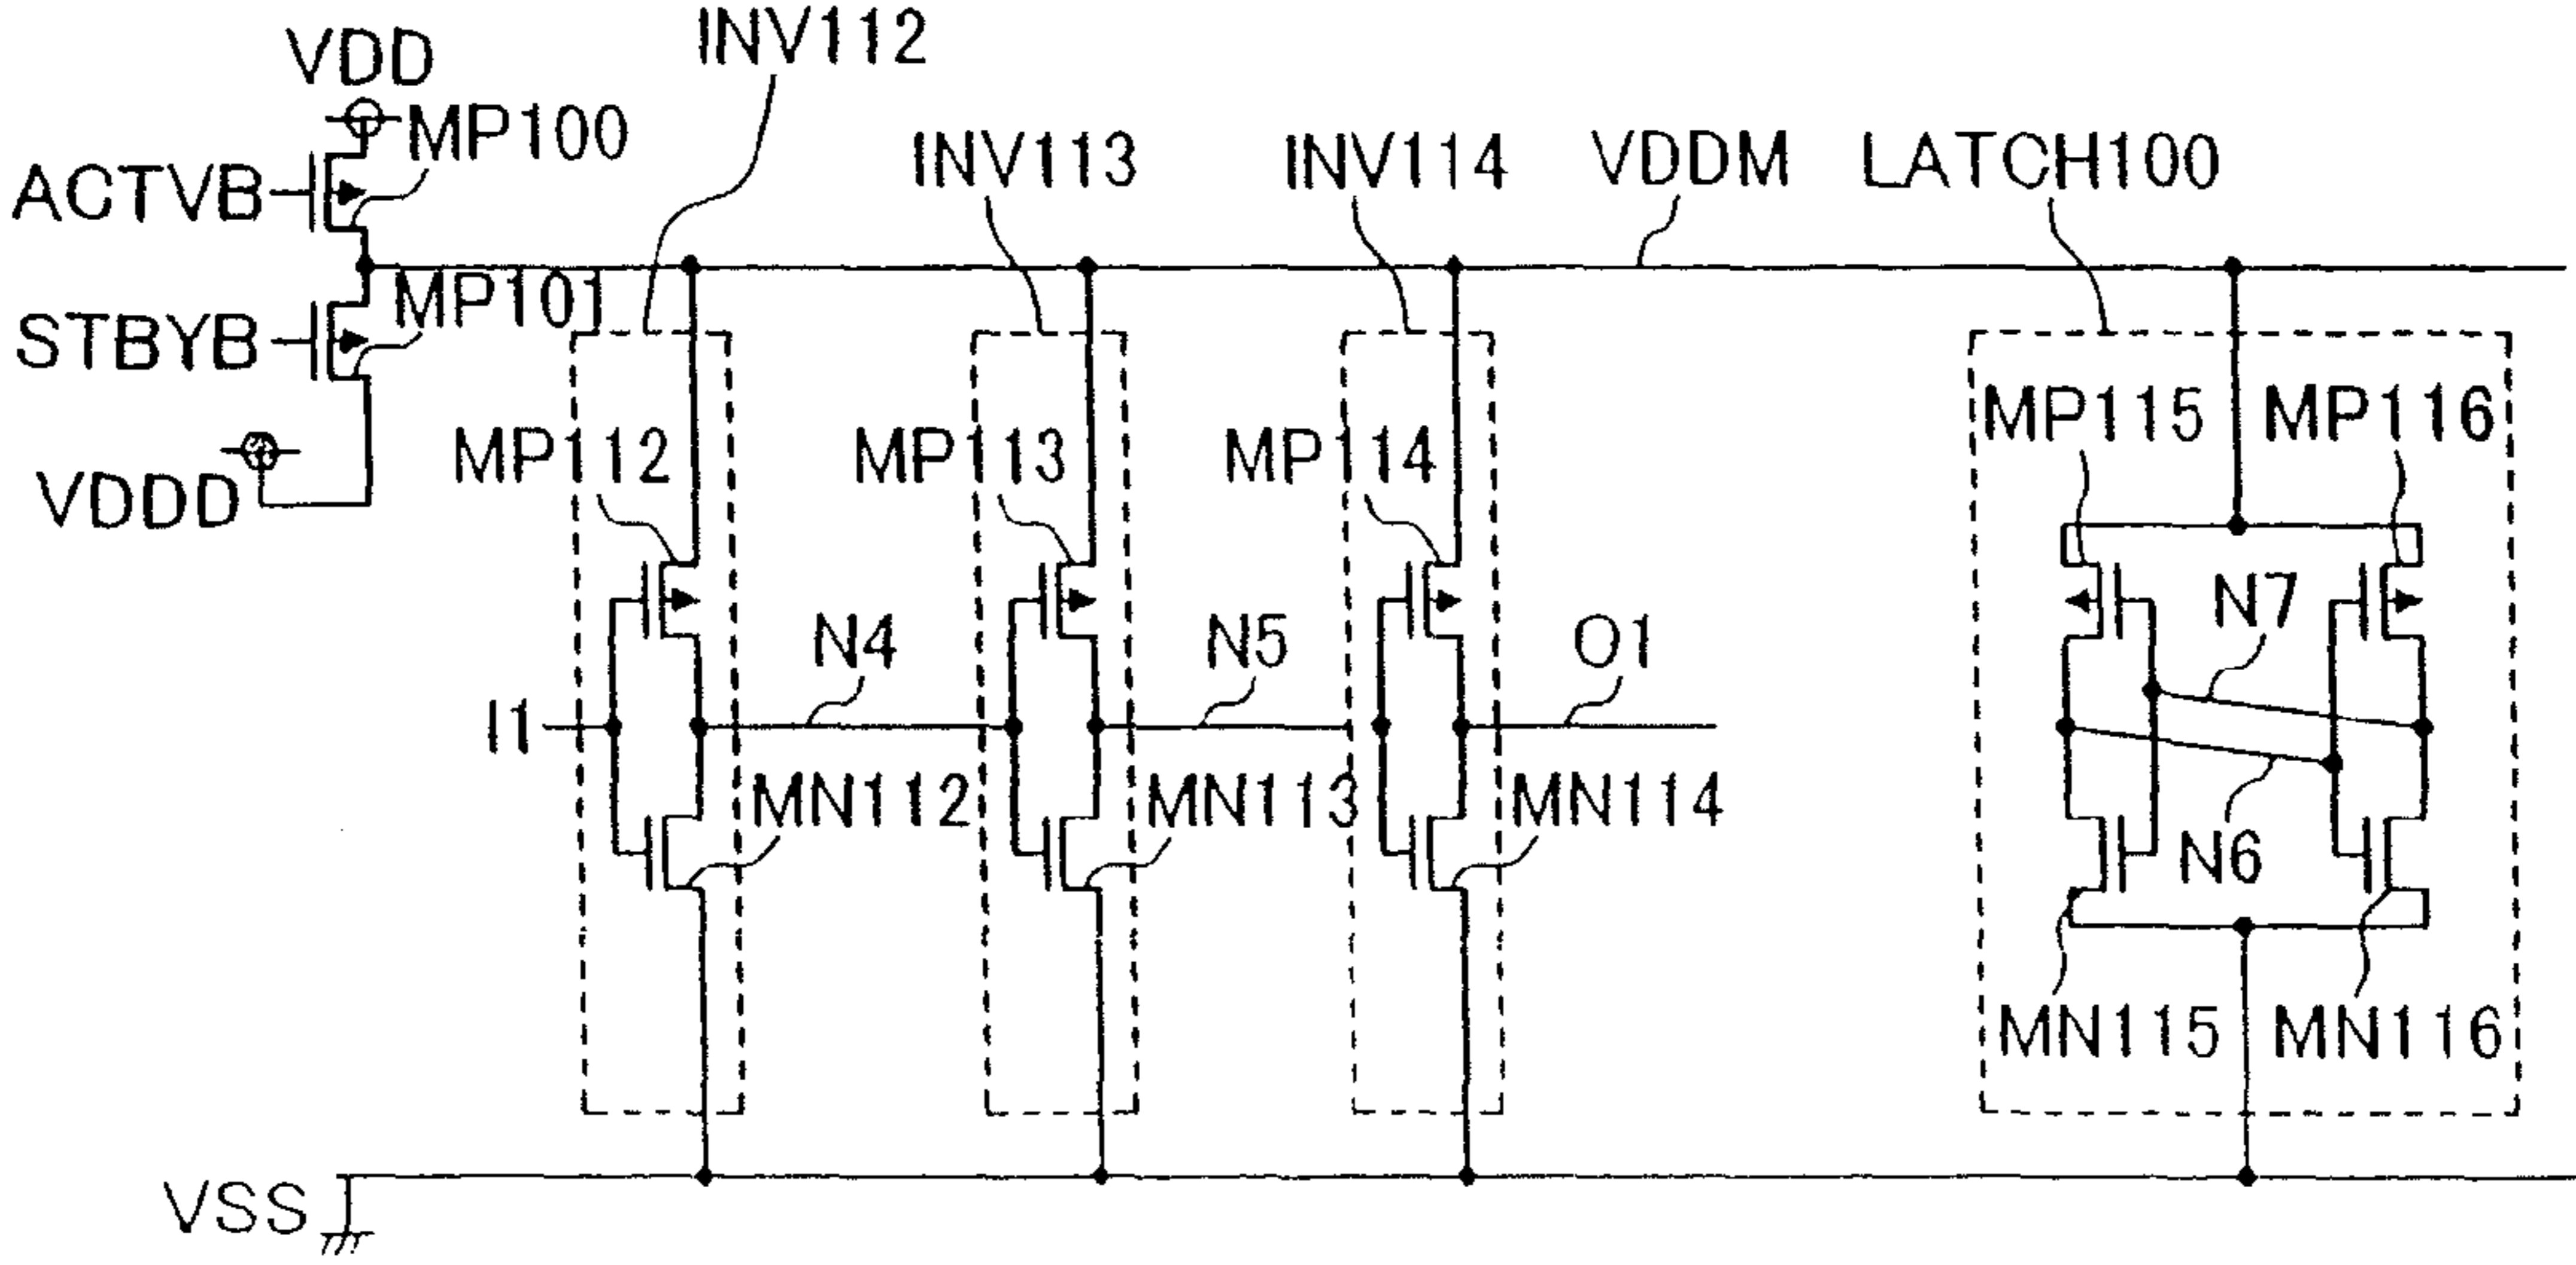 INV112
VDD
MP100
INV113
INV114
VDDM
LATCH100
ACTVB
MP101
STBYB
MP115
MP116
MP112
MP113
MP114
VDDD
N7
N4
N5
O1
I1
MN112
MN113
MN114
N6
MN115
MN116
VSS